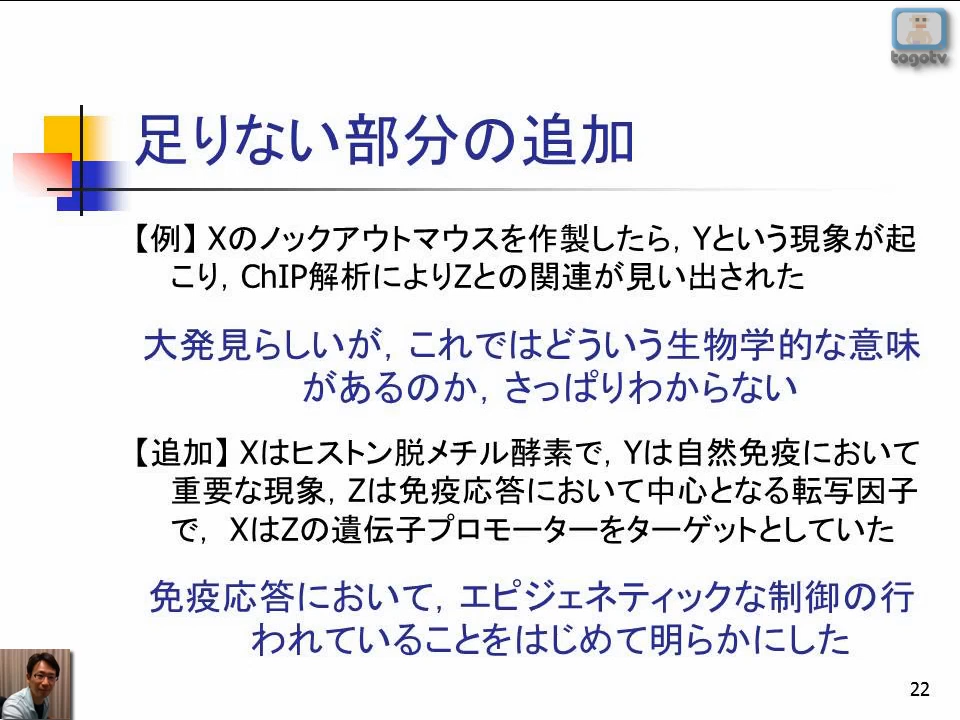 togotv
足りない部分の追加
【例】 Xのノックアウトマウスを作製したら，Yという現象が起
こり，ChIP解析によりZとの関連が見い出された
大発見らしいが，これではどういう生物学的な意味
があるのか，さっぱりわからない
【追加】 Xはヒストン脱メチル酵素で，Yは自然免疫において
重要な現象，Zは免疫応答において中心となる転写因子
で， XはZの遺伝子プロモーターをターゲットとしていた
免疫応答において，エピジェネティックな制御の行
われていることをはじめて明らかにした
22